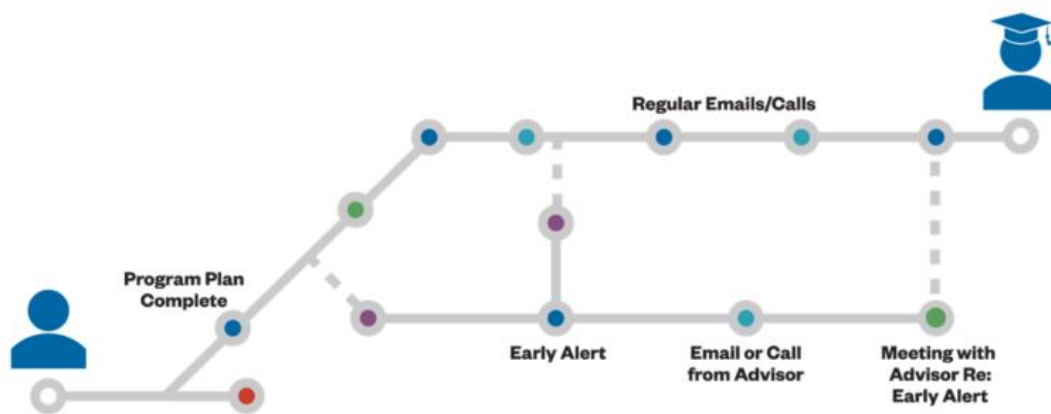 Regular Emails/Calls
Program Plan
Complete
Early Alert
Email or Call
from Advisor
Meeting with
Advisor Re:
Early Alert